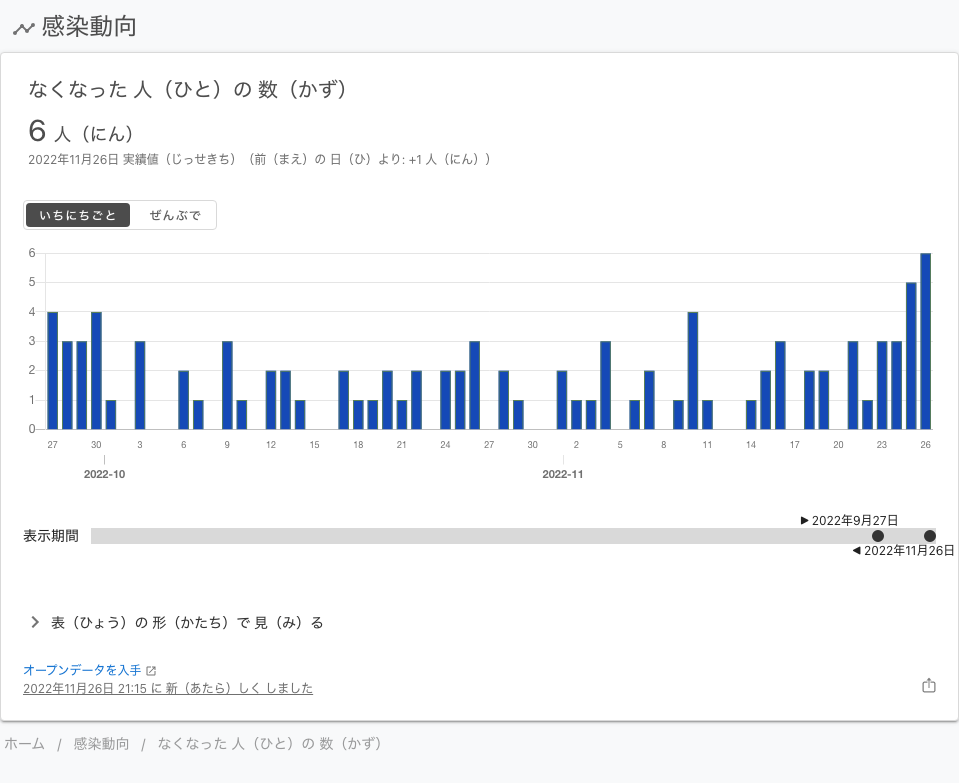 感染動向
なくなった 人（ひと）の 数（かず）
6 人（にん）
2022年11月26日 実績値（じっせきち）（前（まえ）の 日（ひ）より: +1 人（にん））
いちにちごと ぜんぶで
6
5
4
3
2
1
0
27 30 3 6 9 12 15 18 21 24 27 30 2 5 8 11 14 17 20 23 26
2022-10 2022-11
▶ 2022年9月27日
表示期間
◀ 2022年11月26日
表（ひょう）の 形（かたち）で 見（み）る
オープンデータを入手
2022年11月26日 21:15 に 新（あたら）しく しました
ホーム / 感染動向 / なくなった 人（ひと）の 数（かず）